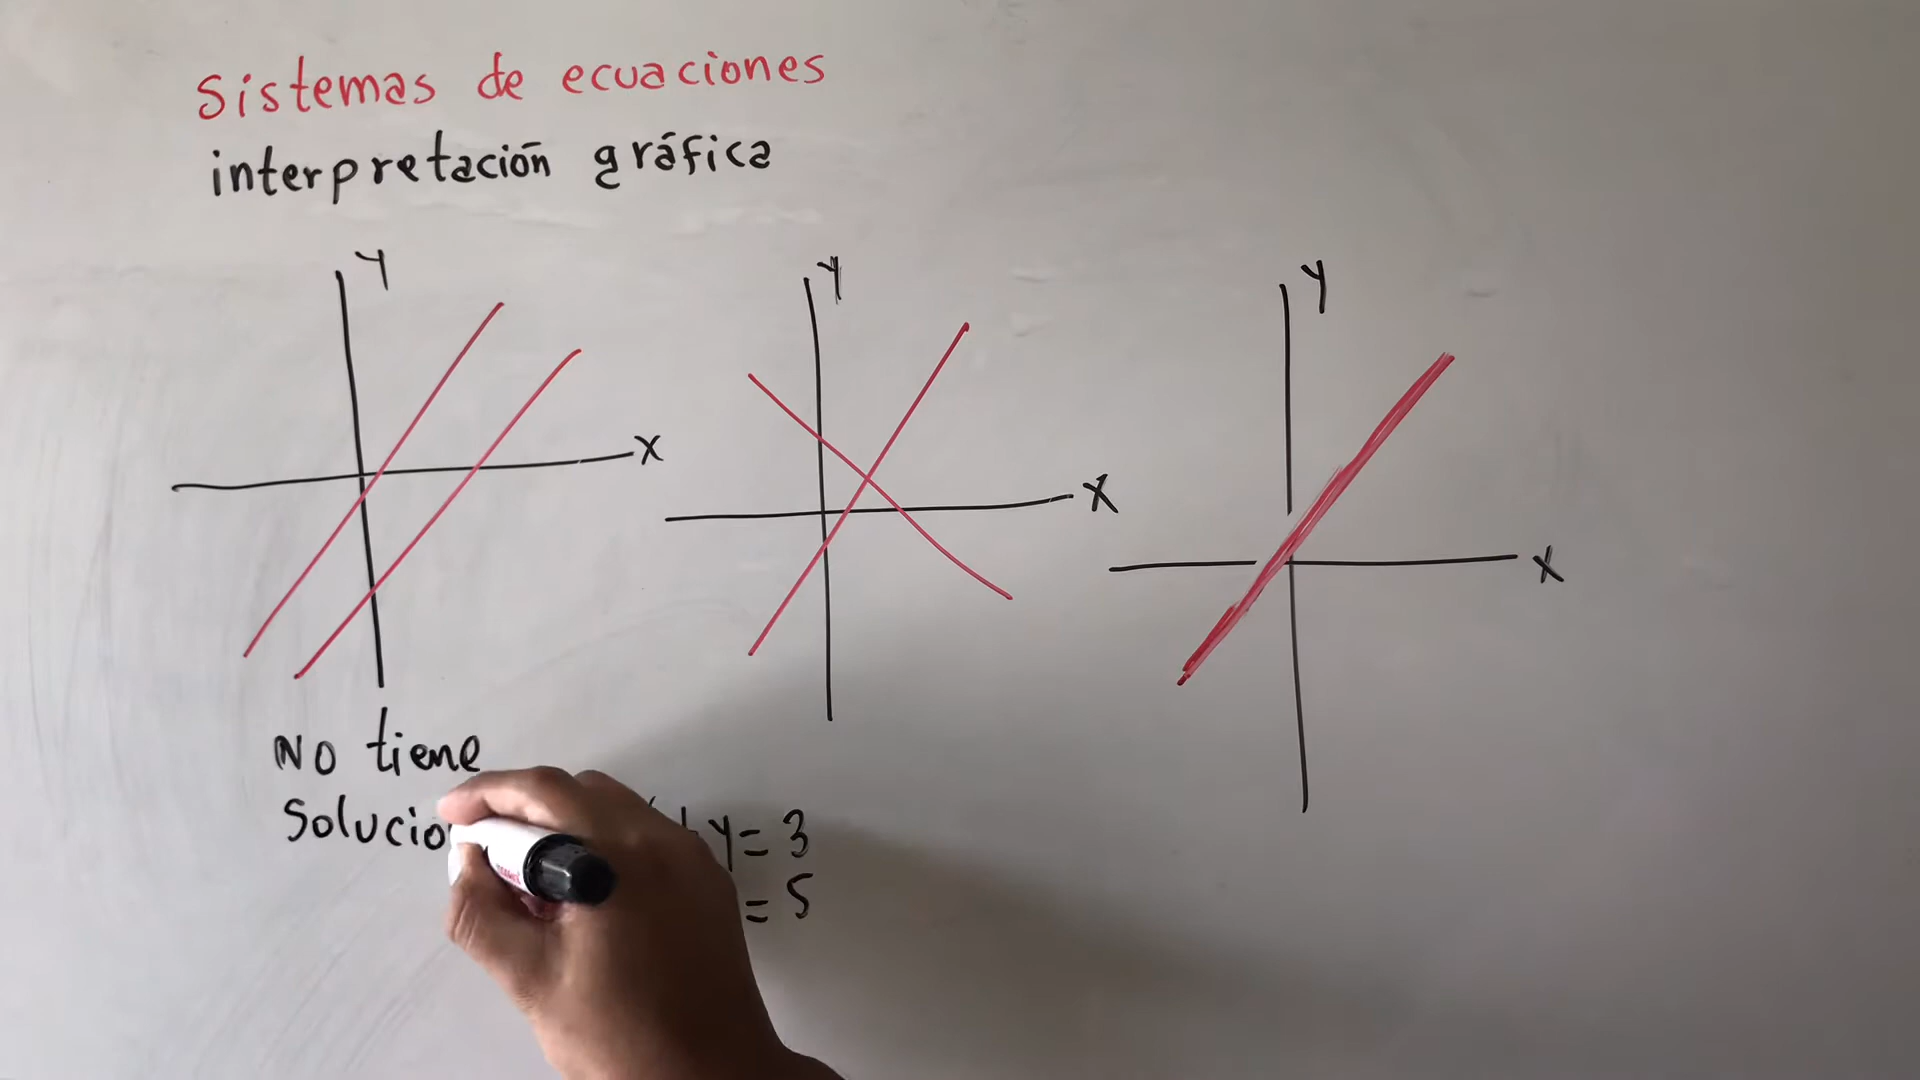 Sistemas de ecuaciones
interpretación gráfica
Y
X
Y
X
Y
X
No tiene
Solucio
y = 3
= 5